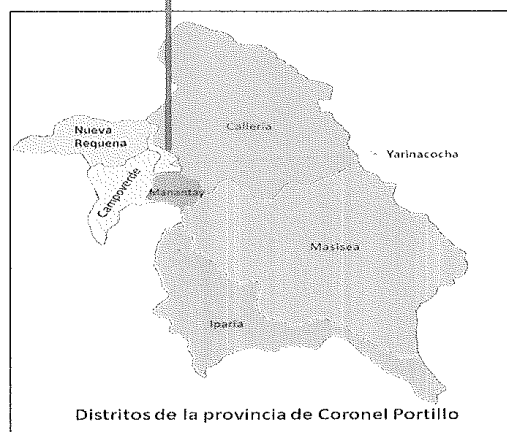 Nueva
Requena
Calleria
Yarinacocha
Campoverde
Manantay
Masisea
Iparia
Distritos de la provincia de Coronel Portillo